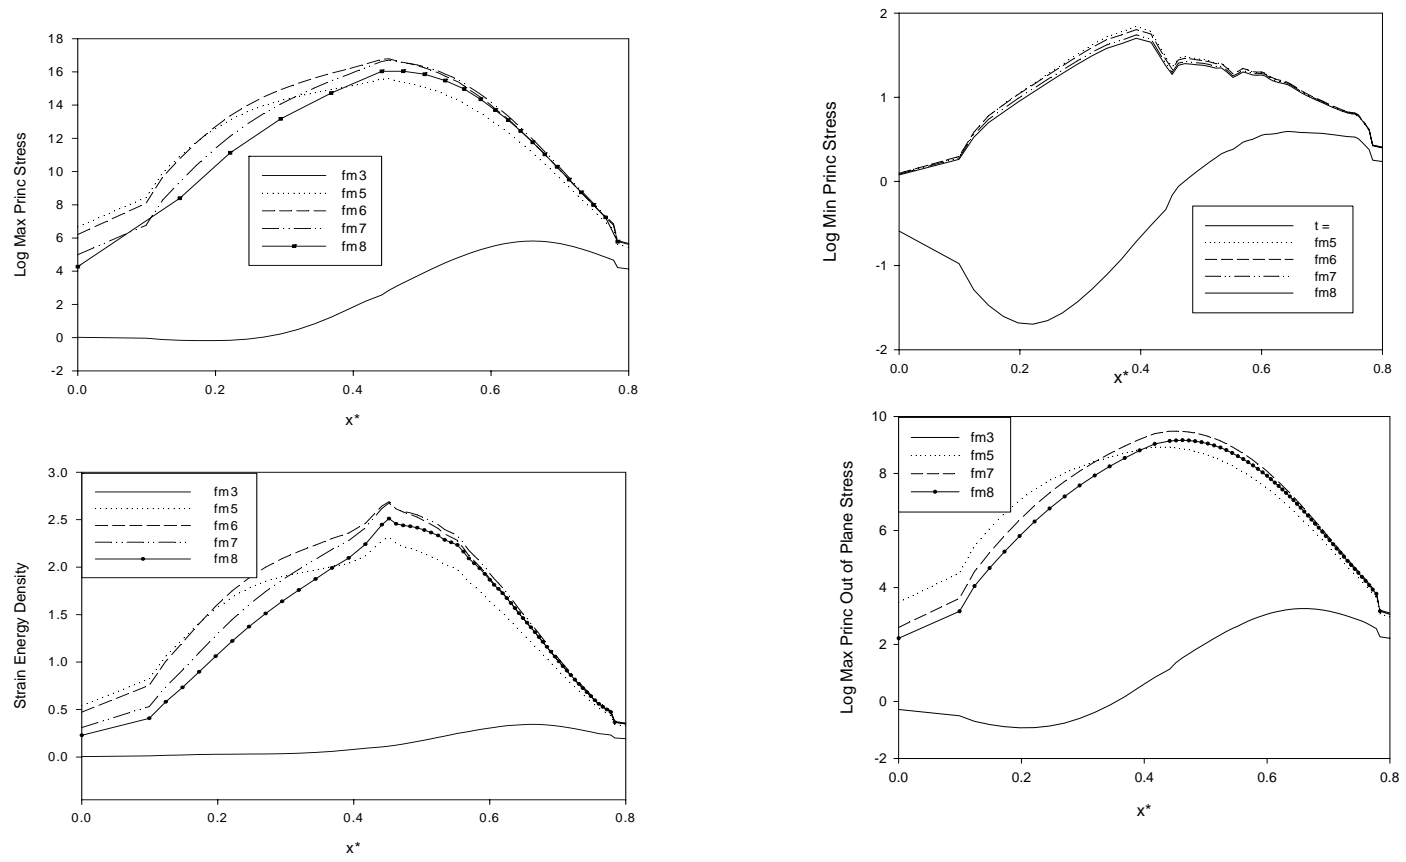 18
16
14
12
10
8
6
4
2
0
-2
Log Max Princ Stress
fm3
fm5
fm6
fm7
fm8
0.0 0.2 0.4 0.6 0.8
x*
2
1
0
-1
-2
Log Min Princ Stress
t =
fm5
fm6
fm7
fm8
0.0 0.2 0.4 0.6 0.8
x*
3.0
2.5
2.0
1.5
1.0
0.5
0.0
Strain Energy Density
fm3
fm5
fm6
fm7
fm8
0.0 0.2 0.4 0.6 0.8
x*
10
8
6
4
2
0
-2
Log Max Princ Out of Plane Stress
fm3
fm5
fm7
fm8
0.0 0.2 0.4 0.6 0.8
x*